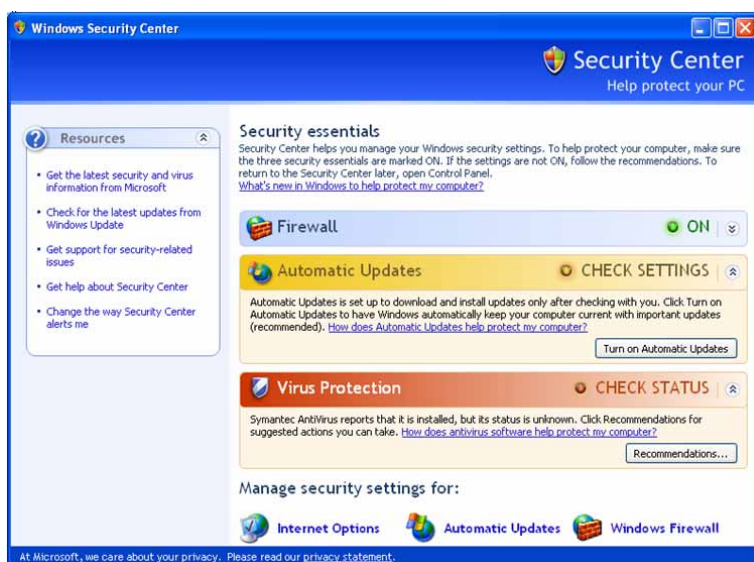 Windows Security Center
Security Center
Help protect your PC
Resources
Get the latest security and virus
information from Microsoft
Check for the latest updates from
Windows Update
Get support for security-related
issues
Get help about Security Center
Change the way Security Center
alerts me
Security essentials
Security Center helps you manage your Windows security settings. To help protect your computer, make sure
the three security essentials are marked ON. If the settings are not ON, follow the recommendations. To
return to the Security Center later, open Control Panel.
What's new in Windows to help protect my computer?
Firewall ON
Automatic Updates CHECK SETTINGS
Automatic Updates is set up to download and install updates only after checking with you. Click Turn on
Automatic Updates to have Windows automatically keep your computer current with important updates
(recommended). How does Automatic Updates help protect my computer?
Turn on Automatic Updates
Virus Protection CHECK STATUS
Symantec AntiVirus reports that it is installed, but its status is unknown. Click Recommendations for
suggested actions you can take. How does antivirus software help protect my computer?
Recommendations...
Manage security settings for:
Internet Options Automatic Updates Windows Firewall
At Microsoft, we care about your privacy. Please read our privacy statement.